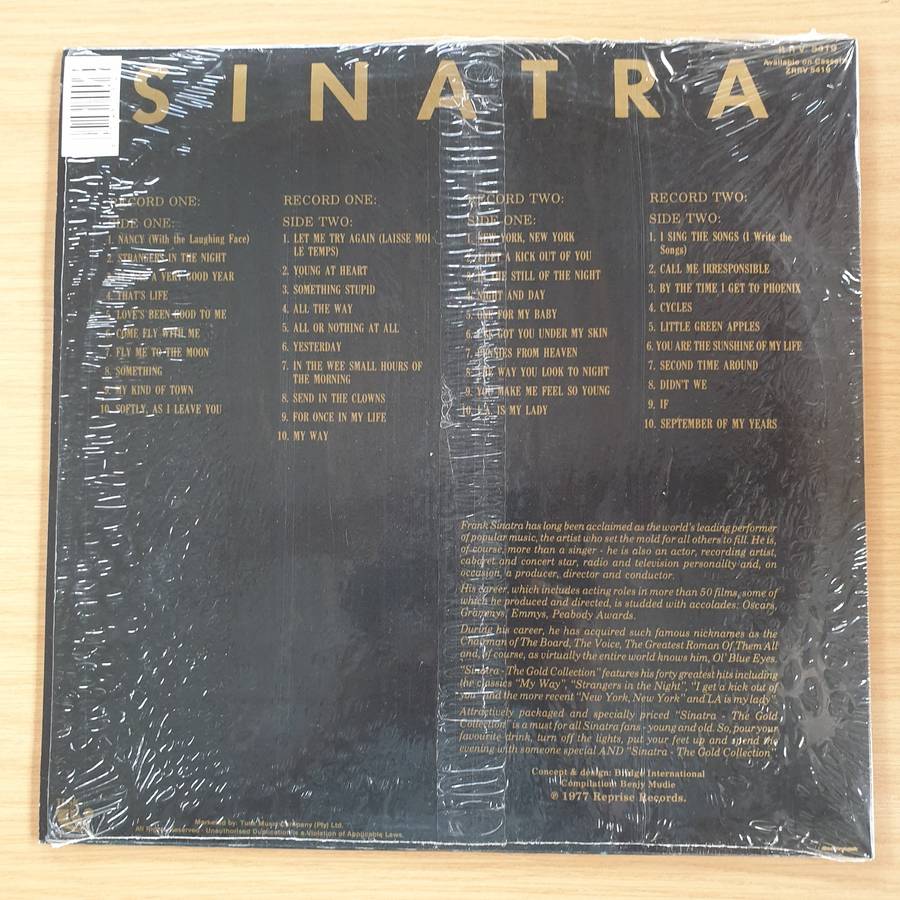 RRV 5419
Available on Cassette
ZRRV 5419
SINATRA
RECORD ONE:
SIDE ONE:
1. NANCY (With the Laughing Face)
2. STRANGERS IN THE NIGHT
A VERY GOOD YEAR
4. THAT'S LIFE
5. LOVE'S BEEN GOOD TO ME
6. COME FLY WITH ME
7. FLY ME TO THE MOON
8. SOMETHING
9. MY KIND OF TOWN
10. SOFTLY, AS I LEAVE YOU
RECORD ONE:
SIDE TWO:
1. LET ME TRY AGAIN (LAISSE MOI
LE TEMPS)
2. YOUNG AT HEART
3. SOMETHING STUPID
4. ALL THE WAY
5. ALL OR NOTHING AT ALL
6. YESTERDAY
7. IN THE WEE SMALL HOURS OF
THE MORNING
8. SEND IN THE CLOWNS
9. FOR ONCE IN MY LIFE
10. MY WAY
RECORD TWO:
SIDE ONE:
1. NEW YORK, NEW YORK
2. I GET A KICK OUT OF YOU
3. IN THE STILL OF THE NIGHT
4. NIGHT AND DAY
5. ONE FOR MY BABY
6. I'VE GOT YOU UNDER MY SKIN
7. PENNIES FROM HEAVEN
8. THE WAY YOU LOOK TO NIGHT
9. YOU MAKE ME FEEL SO YOUNG
10. L.A. IS MY LADY
RECORD TWO:
SIDE TWO:
1. I SING THE SONGS (I Write the
Songs)
2. CALL ME IRRESPONSIBLE
3. BY THE TIME I GET TO PHOENIX
4. CYCLES
5. LITTLE GREEN APPLES
6. YOU ARE THE SUNSHINE OF MY LIFE
7. SECOND TIME AROUND
8. DIDN'T WE
9. IF
10. SEPTEMBER OF MY YEARS
Frank Sinatra has long been acclaimed as the world's leading performer
of popular music, the artist who set the mold for all others to fill. He is,
of course, more than a singer - he is also an actor, recording artist,
cabaret and concert star, radio and television personality and, on
occasion, a producer, director and conductor.
His career, which includes acting roles in more than 50 films, some of
which he produced and directed, is studded with accolades: Oscars,
Grammys, Emmys, Peabody Awards.
During his career, he has acquired such famous nicknames as the
Chairman of The Board, The Voice, The Greatest Roman Of Them All
and, of course, as virtually the entire world knows him, Ol' Blue Eyes.
"Sinatra - The Gold Collection" features his forty greatest hits including
the classics "My Way", "Strangers in the Night", "I get a kick out of
you" and the more recent "New York, New York" and LA is my lady"
Attractively packaged and specially priced "Sinatra - The Gold
Collection" is a must for all Sinatra fans - young and old. So, pour your
favourite drink, turn off the lights, put your feet up and spend the
evening with someone special AND "Sinatra - The Gold Collection"
Concept & design: Bridge International
Compilation: Benjy Mudie
℗ 1977 Reprise Records.
Marketed by: Tusk Music Company (Pty) Ltd.
All Rights Reserved. Unauthorised Duplication is a Violation of Applicable Laws.